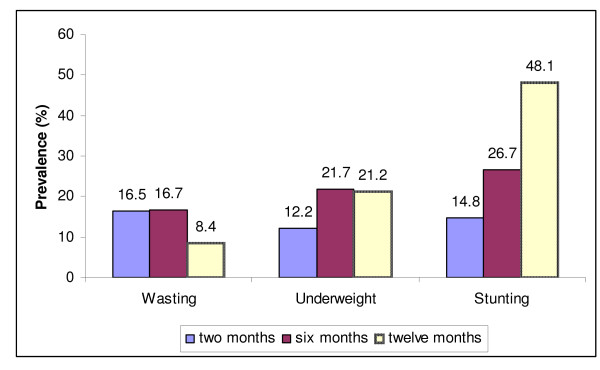 60
50
40
30
20
10
0
Prevalence (%)
16.5 16.7 8.4
12.2 21.7 21.2
14.8 26.7 48.1
Wasting Underweight Stunting
two months six months twelve months